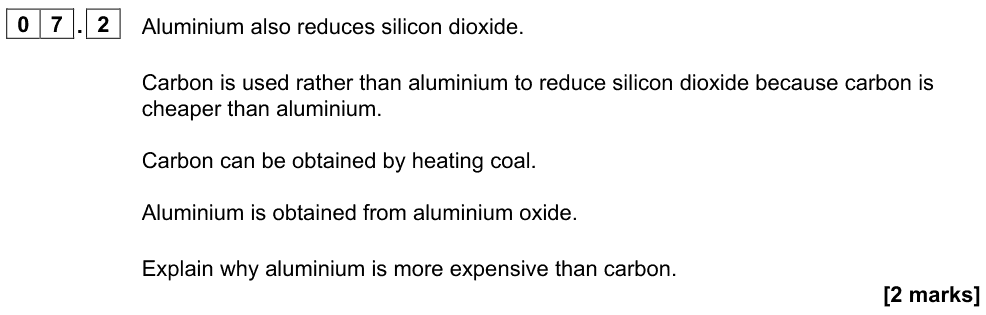 0 7 . 2 Aluminium also reduces silicon dioxide.
Carbon is used rather than aluminium to reduce silicon dioxide because carbon is
cheaper than aluminium.
Carbon can be obtained by heating coal.
Aluminium is obtained from aluminium oxide.
Explain why aluminium is more expensive than carbon.
[2 marks]